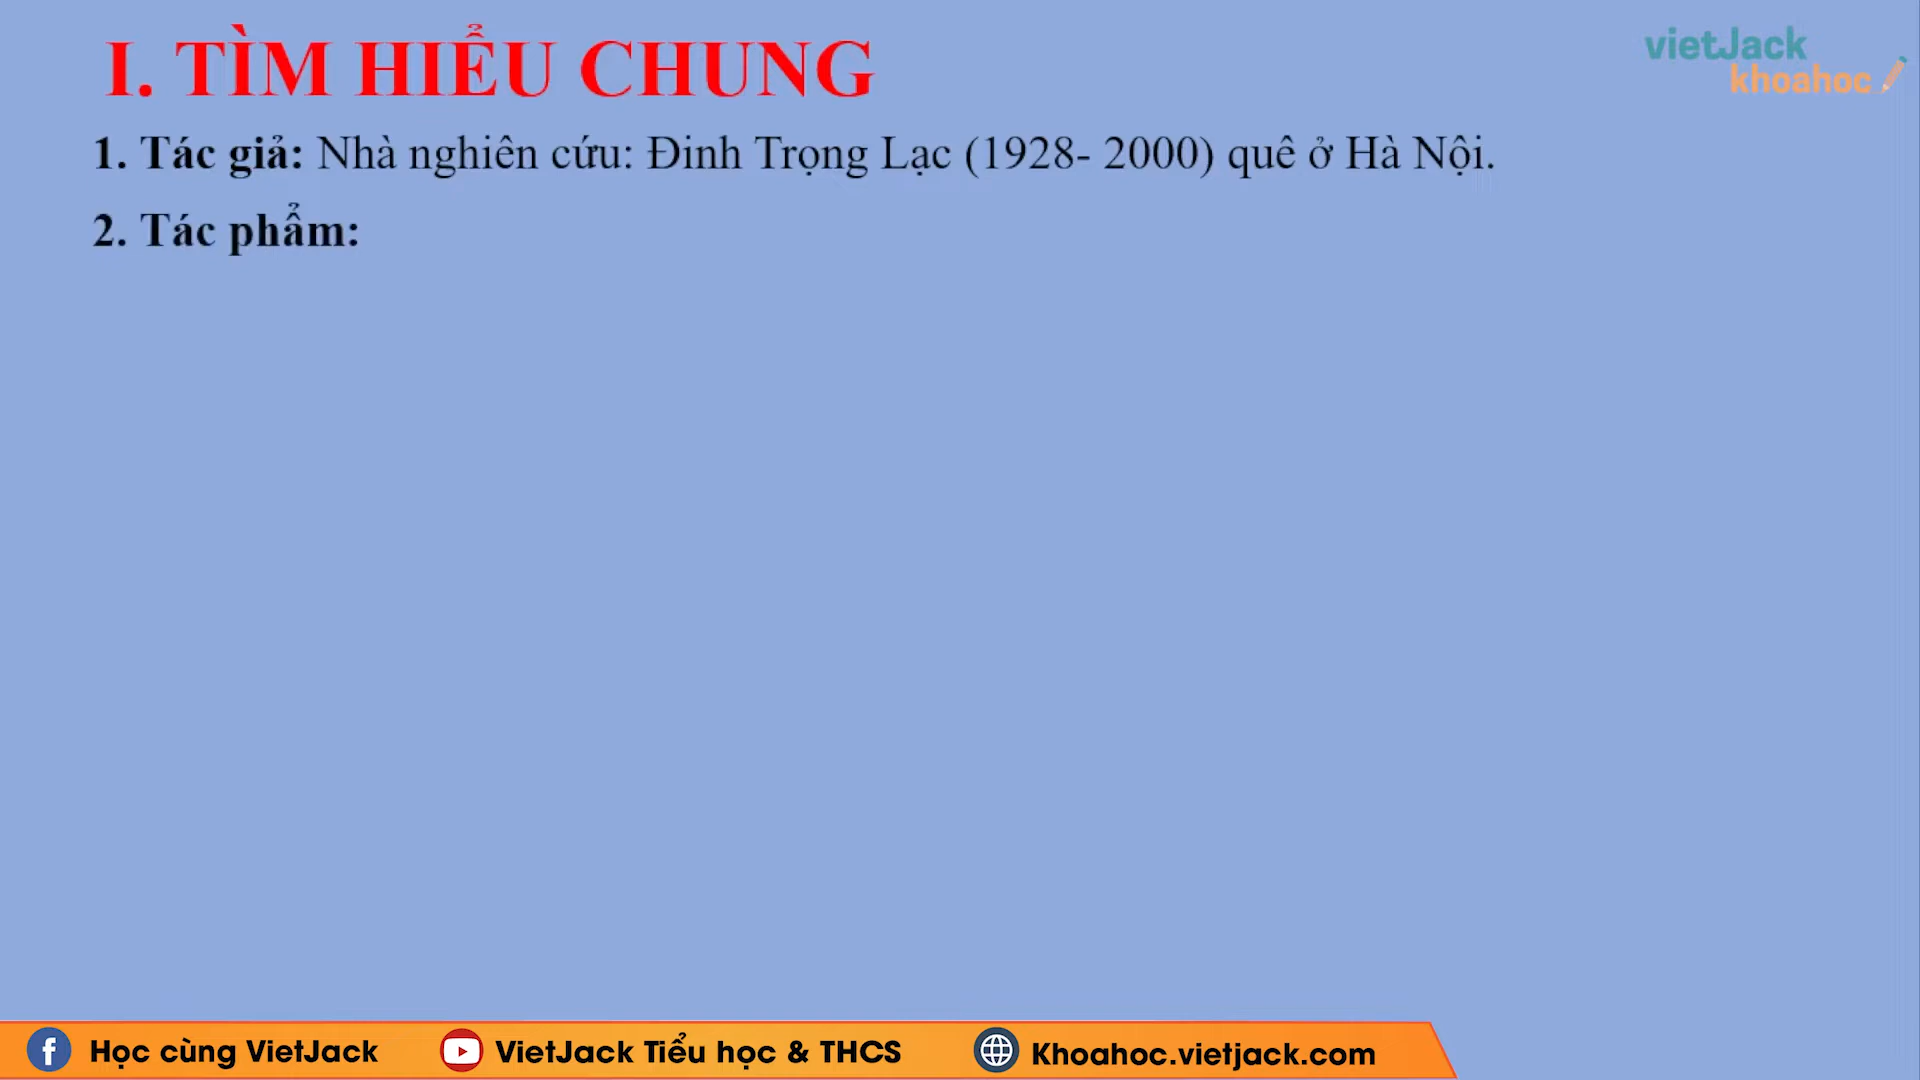 I. TÌM HIỂU CHUNG
vietJack
khoahoc
1. Tác giả: Nhà nghiên cứu: Đinh Trọng Lạc (1928- 2000) quê ở Hà Nội.
2. Tác phẩm:
Học cùng VietJack
VietJack Tiểu học & THCS
Khoahoc.vietjack.com